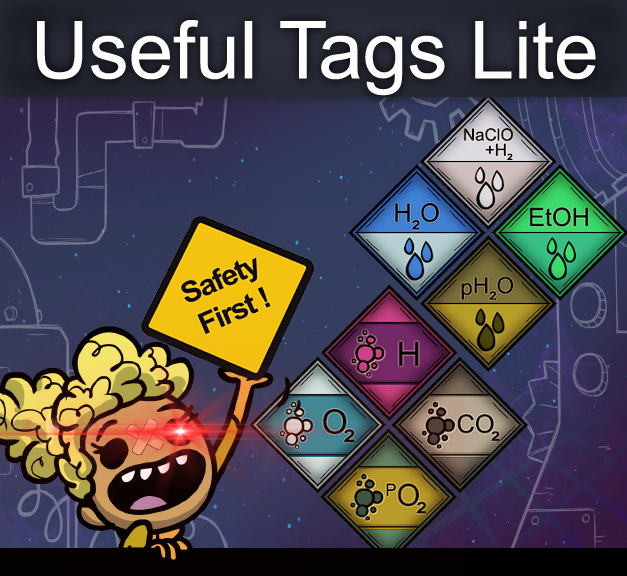 Useful Tags Lite
NaClO
+H₂
H₂O
EtOH
pH₂O
Safety
First !
H
O₂
CO₂
ᴾO₂